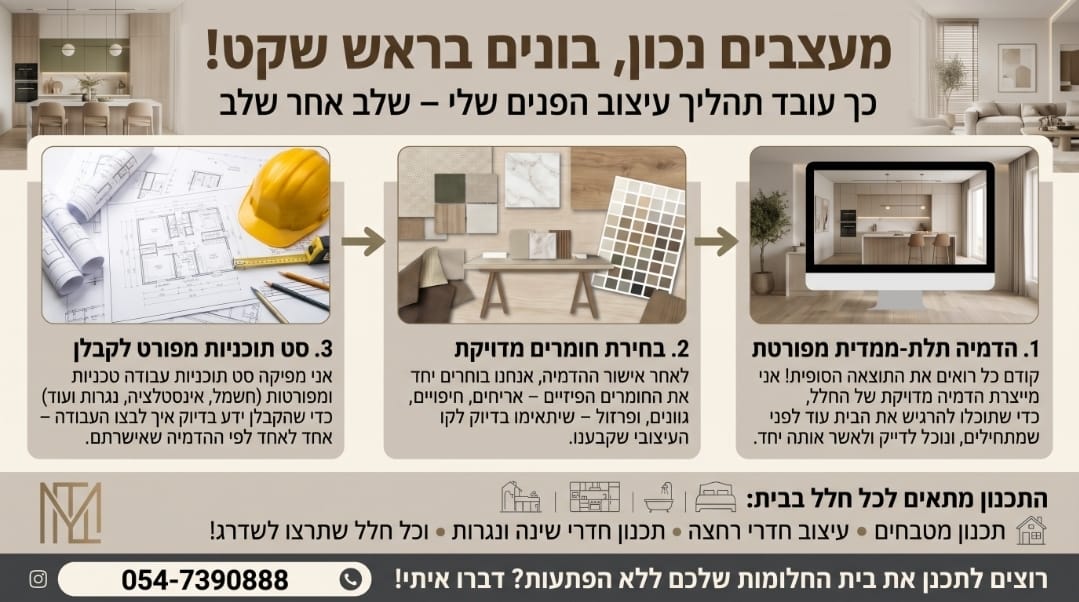 מעצבים נכון, בונים בראש שקט!
כך עובד תהליך עיצוב הפנים שלי – שלב אחר שלב
1. הדמיה תלת-ממדית מפורטת
קודם כל רואים את התוצאה הסופית! אני
מייצרת הדמיה מדויקת של החלל,
כדי שתוכלו להרגיש את הבית עוד לפני
שמתחילים, ונוכל לדייק ולאשר אותה יחד.
2. בחירת חומרים מדויקת
לאחר אישור ההדמיה, אנחנו בוחרים יחד
את החומרים הפיזיים – אריחים, חיפויים,
גוונים, ופרזול – שיתאימו בדיוק לקו
העיצובי שקבענו.
3. סט תוכניות מפורט לקבלן
אני מפיקה סט תוכניות עבודה טכניות
ומפורטות (חשמל, אינסטלציה, נגרות ועוד)
כדי שהקבלן ידע בדיוק איך לבצו העבודה –
אחד לאחד לפי ההדמיה שאישרתם.
התכנון מתאים לכל חלל בבית:
תכנון מטבחים • עיצוב חדרי רחצה • תכנון חדרי שינה ונגרות • וכל חלל שתרצו לשדרג!
רוצים לתכנן את בית החלומות שלכם ללא הפתעות? דברו איתי!
054-7390888